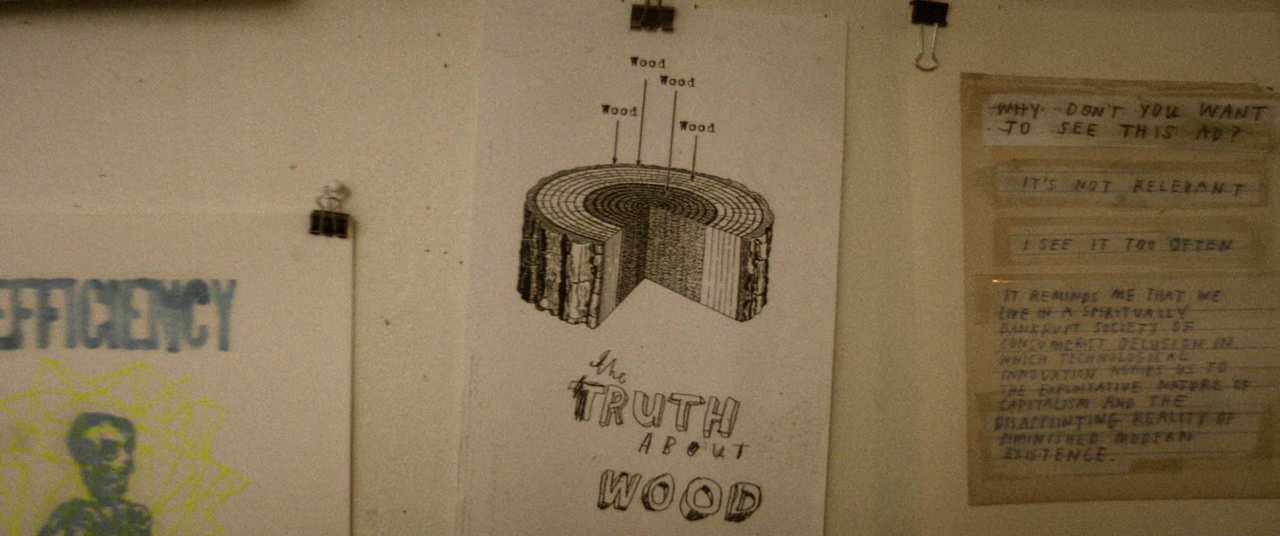 EFFICIENCY
Wood
Wood
Wood
Wood
the
TRUTH
ABOUT
WOOD
WHY DON'T YOU WANT
TO SEE THIS AD?
IT'S NOT RELEVANT
I SEE IT TOO OFTEN
IT REMINDS ME THAT WE
LIVE IN A SPIRITUALLY
BANKRUPT SOCIETY OF
CONSUMERIST DELUSION IN
WHICH TECHNOLOGICAL
INNOVATION US TO
THE EXPLOITATIVE NATURE OF
CAPITALISM AND THE
DISAPPOINTING REALITY OF
DIMINISHED MODERN
EXISTENCE.